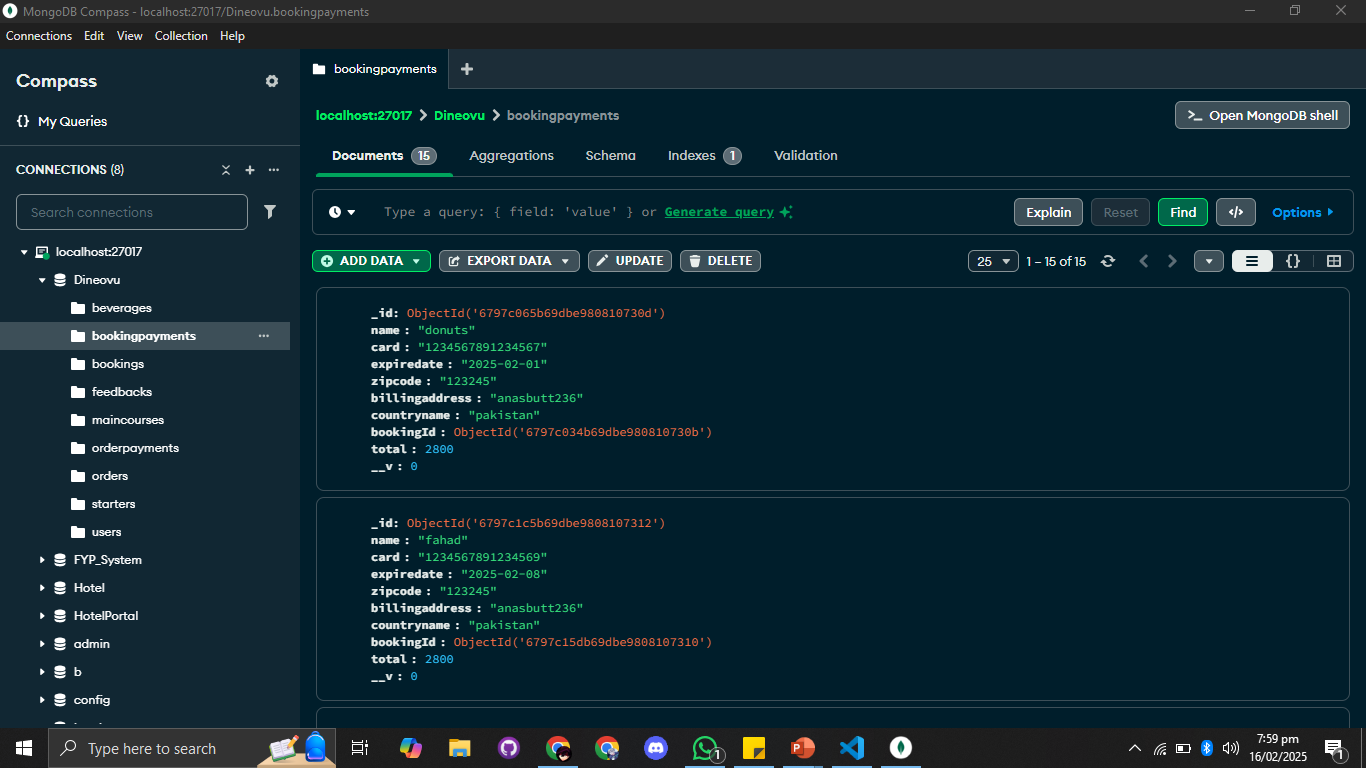 MongoDB Compass - localhost:27017/Dineovu.bookingpayments
Connections Edit View Collection Help
Compass
My Queries
CONNECTIONS (8)
Search connections
localhost:27017
Dineovu
beverages
bookingpayments
bookings
feedbacks
maincourses
orderpayments
orders
starters
users
FYP_System
Hotel
HotelPortal
admin
b
config
bookingpayments
localhost:27017 > Dineovu > bookingpayments
Open MongoDB shell
Documents 15 Aggregations Schema Indexes 1 Validation
Type a query: { field: 'value' } or Generate query
Explain Reset Find </> Options
ADD DATA EXPORT DATA UPDATE DELETE
25 1 – 15 of 15 {}
_id: ObjectId('6797c065b69dbe980810730d')
name : "donuts"
card : "1234567891234567"
expiredate : "2025-02-01"
zipcode : "123245"
billingaddress : "anasbutt236"
countryname : "pakistan"
bookingId : ObjectId('6797c034b69dbe980810730b')
total : 2800
__v : 0
_id: ObjectId('6797c1c5b69dbe9808107312')
name : "fahad"
card : "1234567891234569"
expiredate : "2025-02-08"
zipcode : "123245"
billingaddress : "anasbutt236"
countryname : "pakistan"
bookingId : ObjectId('6797c15db69dbe9808107310')
total : 2800
__v : 0
Type here to search
1
7:59 pm
16/02/2025
1